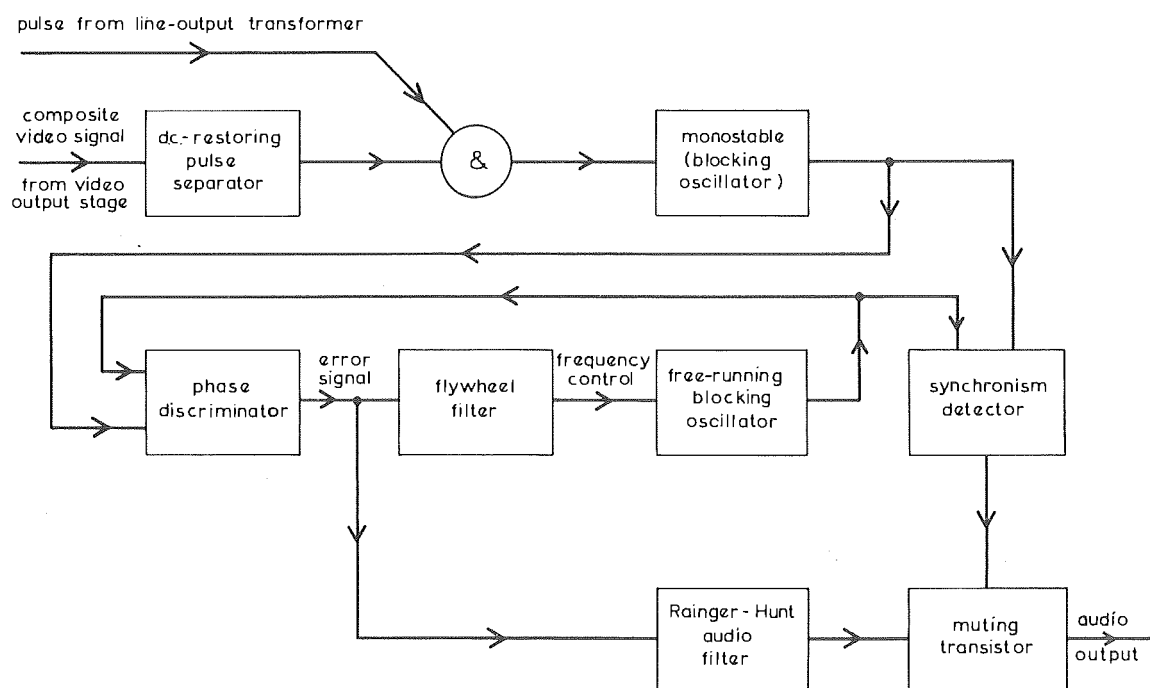 pulse from line-output transformer
composite
video signal
from video
output stage
d.c.-restoring
pulse
separator
&
monostable
(blocking
oscillator)
phase
discriminator
error
signal
flywheel
filter
frequency
control
free-running
blocking
oscillator
synchronism
detector
Rainger-Hunt
audio
filter
muting
transistor
audio
output